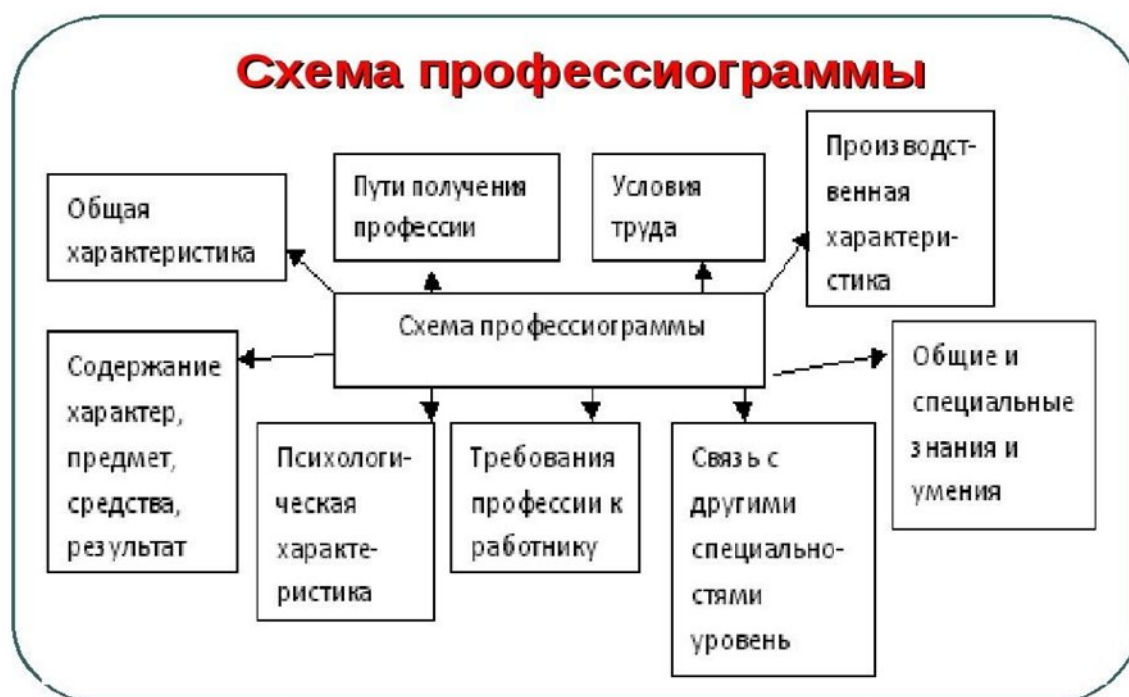 Схема профессиограммы
Общая
характеристика
Пути получения
профессии
Условия
труда
Производст-
венная
характери-
стика
Схема профессиограммы
Содержание
характер,
предмет,
средства,
результат
Психологи-
ческая
характе-
ристика
Требования
профессии к
работнику
Связь с
другими
специально-
стями
уровень
Общие и
специальные
знания и
умения